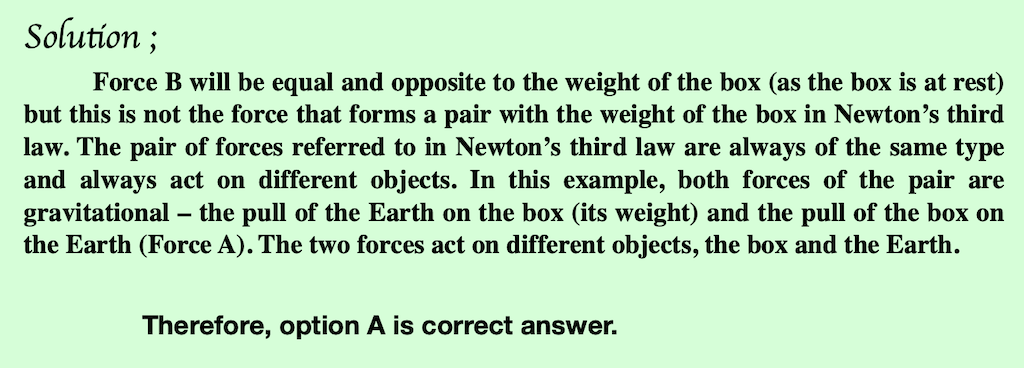 Solution ;
Force B will be equal and opposite to the weight of the box (as the box is at rest)
but this is not the force that forms a pair with the weight of the box in Newton’s third
law. The pair of forces referred to in Newton’s third law are always of the same type
and always act on different objects. In this example, both forces of the pair are
gravitational – the pull of the Earth on the box (its weight) and the pull of the box on
the Earth (Force A). The two forces act on different objects, the box and the Earth.
Therefore, option A is correct answer.